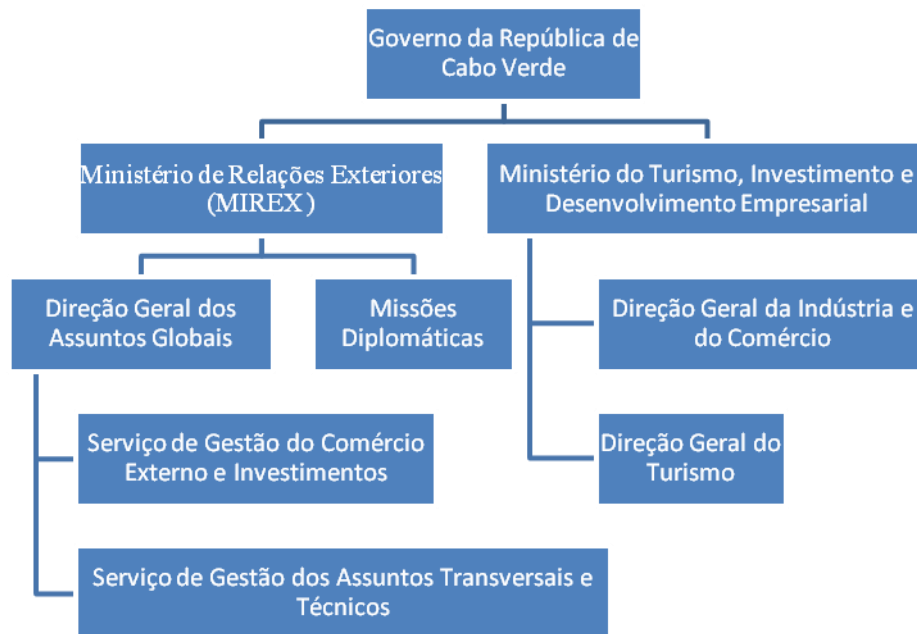 Governo da República de
Cabo Verde
Ministério de Relações Exteriores
(MIREX )
Ministério do Turismo, Investimento e
Desenvolvimento Empresarial
Direção Geral dos
Assuntos Globais
Missões
Diplomáticas
Direção Geral da Indústria e
do Comércio
Serviço de Gestão do Comércio
Externo e Investimentos
Direção Geral do
Turismo
Serviço de Gestão dos Assuntos Transversais e
Técnicos